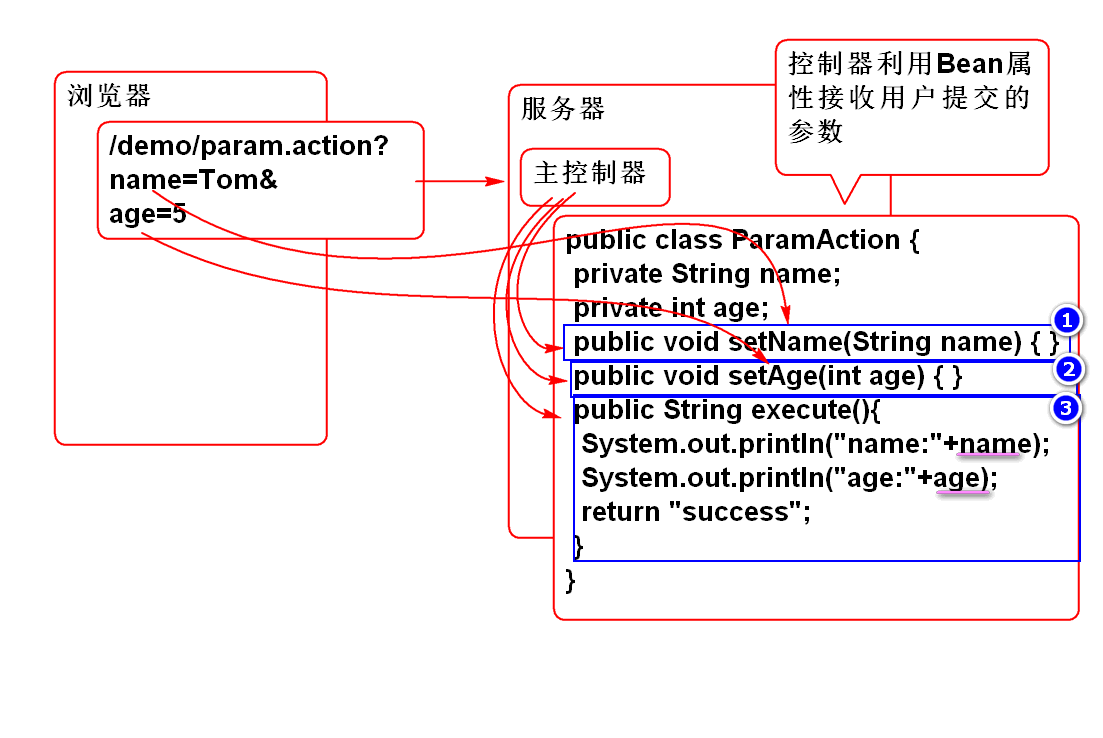 浏览器
/demo/param.action?
name=Tom&
age=5
服务器
主控制器
控制器利用Bean属
性接收用户提交的
参数
public class ParamAction {
private String name;
private int age;
public void setName(String name) { }
1
public void setAge(int age) { }
2
public String execute(){
3
System.out.println("name:"+name);
System.out.println("age:"+age);
return "success";
}
}